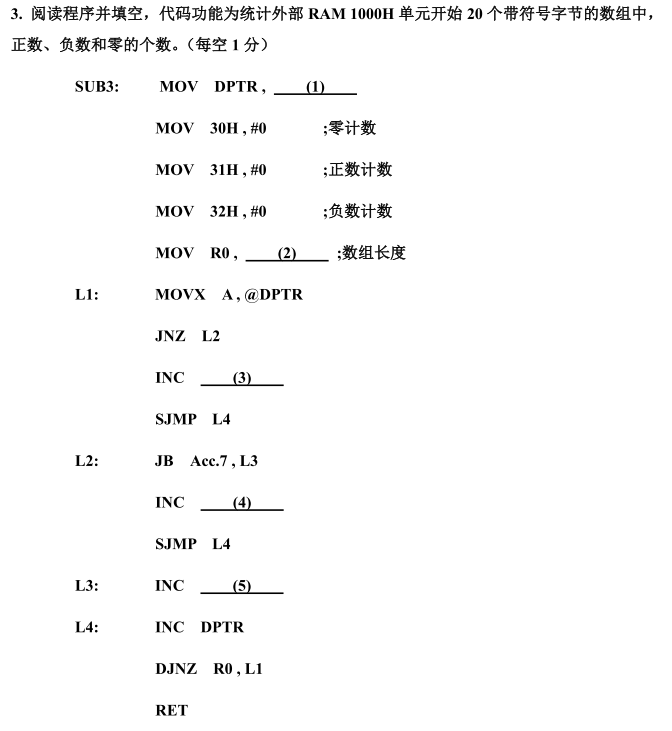 3. 阅读程序并填空，代码功能为统计外部 RAM 1000H 单元开始 20 个带符号字节的数组中，
正数、负数和零的个数。（每空 1 分）
SUB3: MOV DPTR , (1)
MOV 30H , #0 ;零计数
MOV 31H , #0 ;正数计数
MOV 32H , #0 ;负数计数
MOV R0 , (2) ;数组长度
L1: MOVX A , @DPTR
JNZ L2
INC (3)
SJMP L4
L2: JB Acc.7 , L3
INC (4)
SJMP L4
L3: INC (5)
L4: INC DPTR
DJNZ R0 , L1
RET